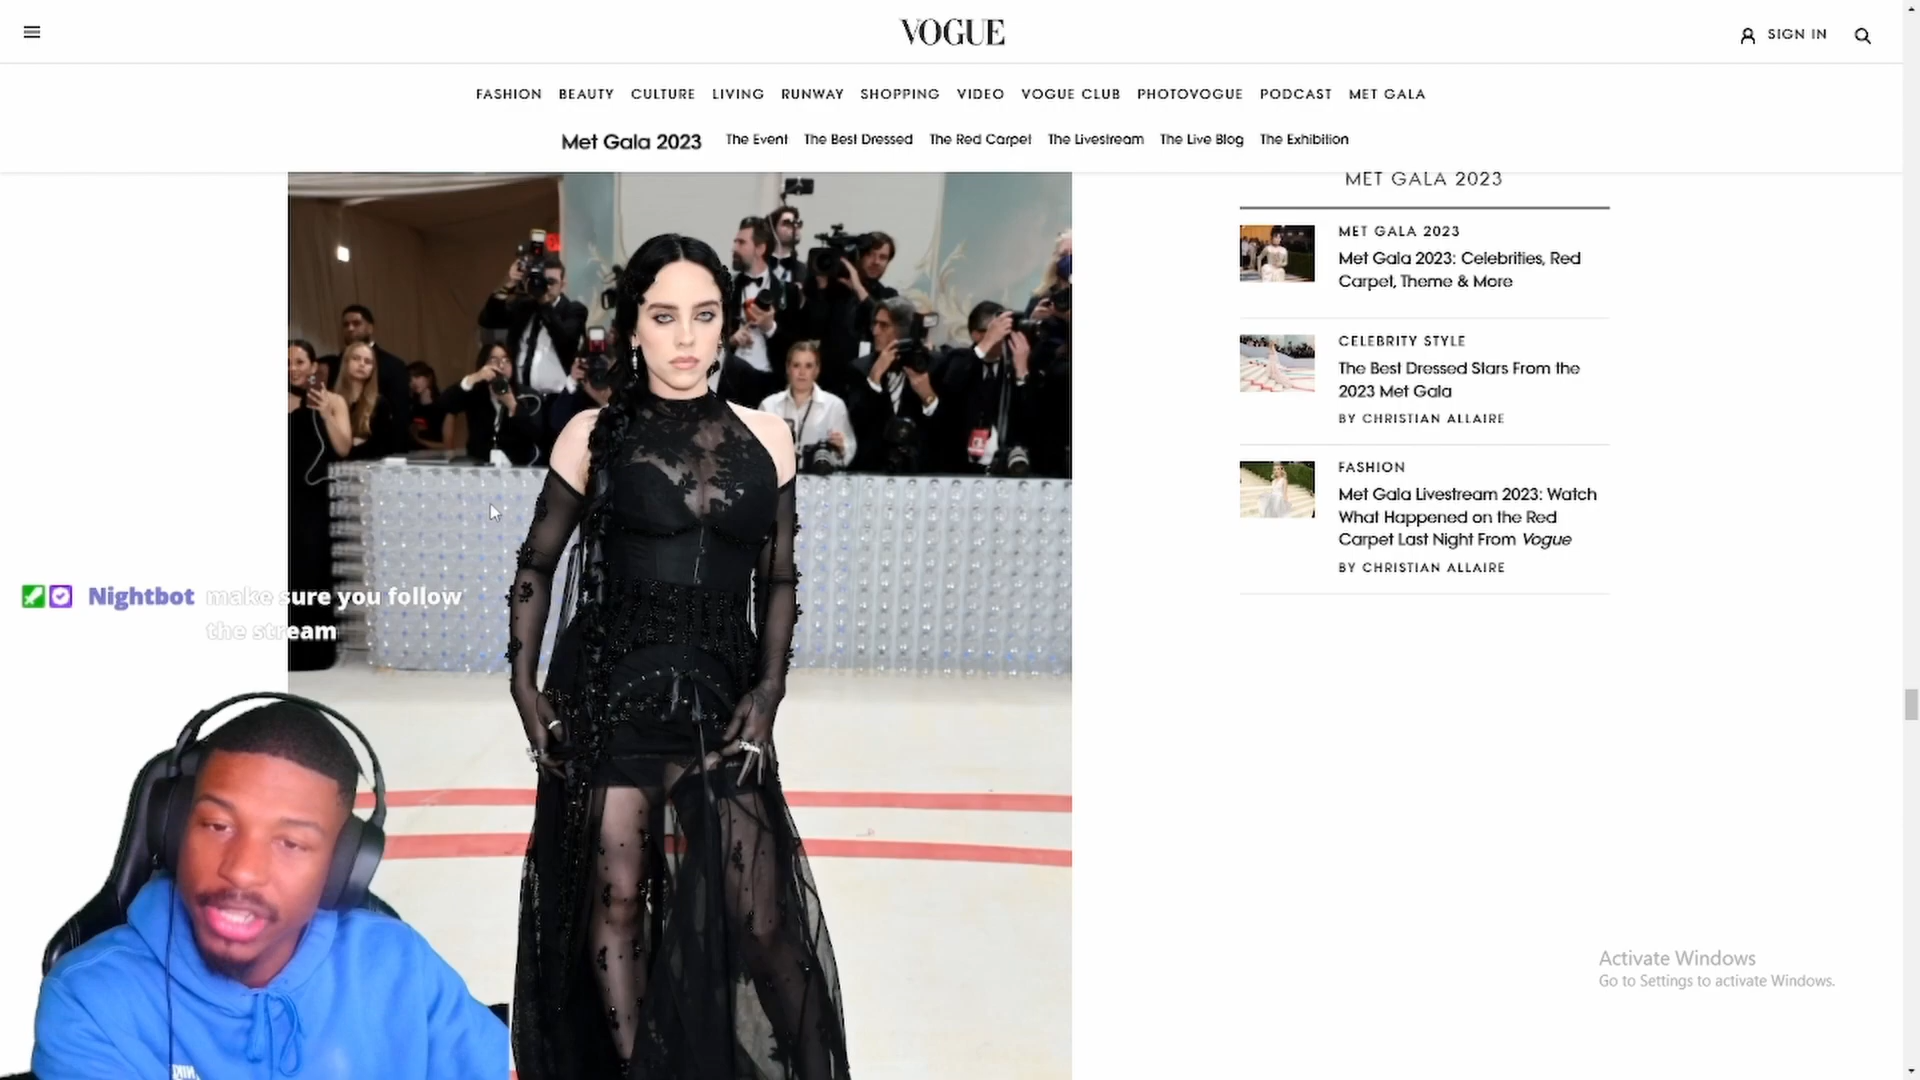 VOGUE
SIGN IN
FASHION BEAUTY CULTURE LIVING RUNWAY SHOPPING VIDEO VOGUE CLUB PHOTOVOGUE PODCAST MET GALA
Met Gala 2023 The Event The Best Dressed The Red Carpet The Livestream The Live Blog The Exhibition
MET GALA 2023
MET GALA 2023
Met Gala 2023: Celebrities, Red
Carpet, Theme & More
CELEBRITY STYLE
The Best Dressed Stars From the
2023 Met Gala
BY CHRISTIAN ALLAIRE
FASHION
Met Gala Livestream 2023: Watch
What Happened on the Red
Carpet Last Night From Vogue
BY CHRISTIAN ALLAIRE
Nightbot make sure you follow
the stream
Activate Windows
Go to Settings to activate Windows.